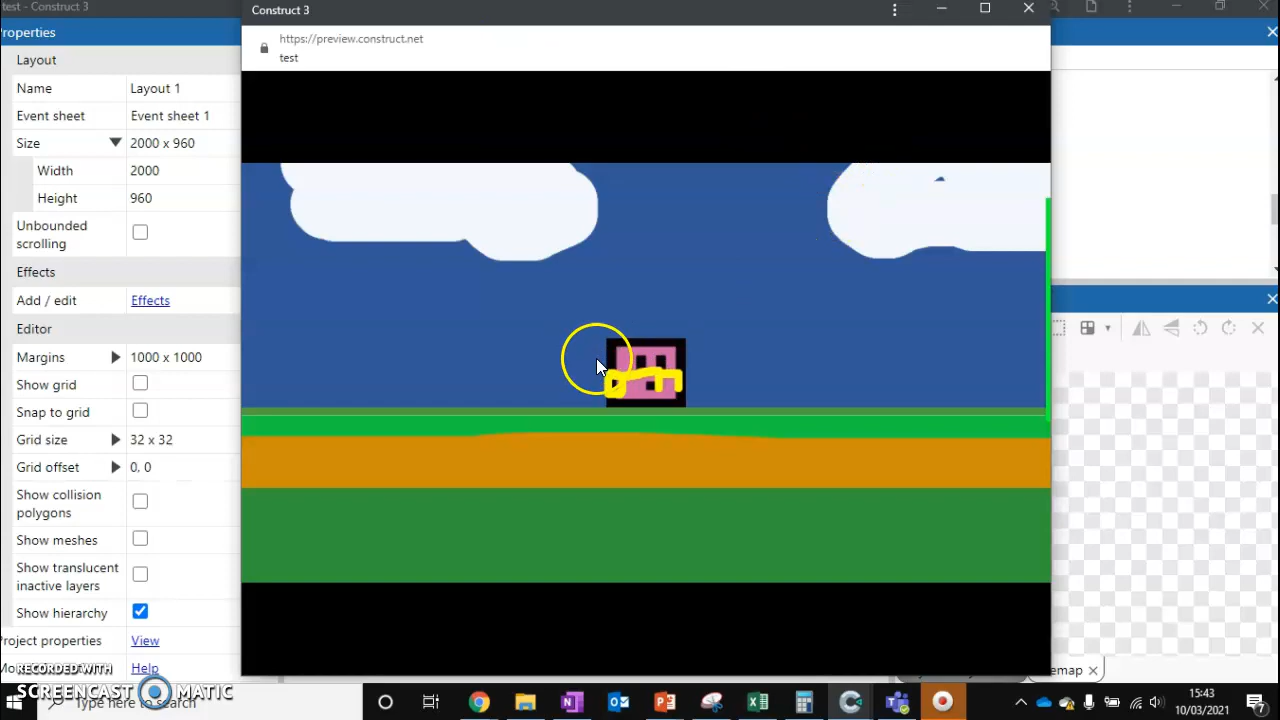 test - Construct 3
Construct 3
Properties
https://preview.construct.net
test
Layout
Name Layout 1
Event sheet Event sheet 1
Size 2000 x 960
Width 2000
Height 960
Unbounded
scrolling
Effects
Add / edit Effects
Editor
Margins 1000 x 1000
Show grid
Snap to grid
Grid size 32 x 32
Grid offset 0, 0
Show collision
polygons
Show meshes
Show translucent
inactive layers
Show hierarchy
roject properties View
Help
emap
RECORDED WITH
SCREENCAST MATIC
Type here to search
15:43
10/03/2021
7